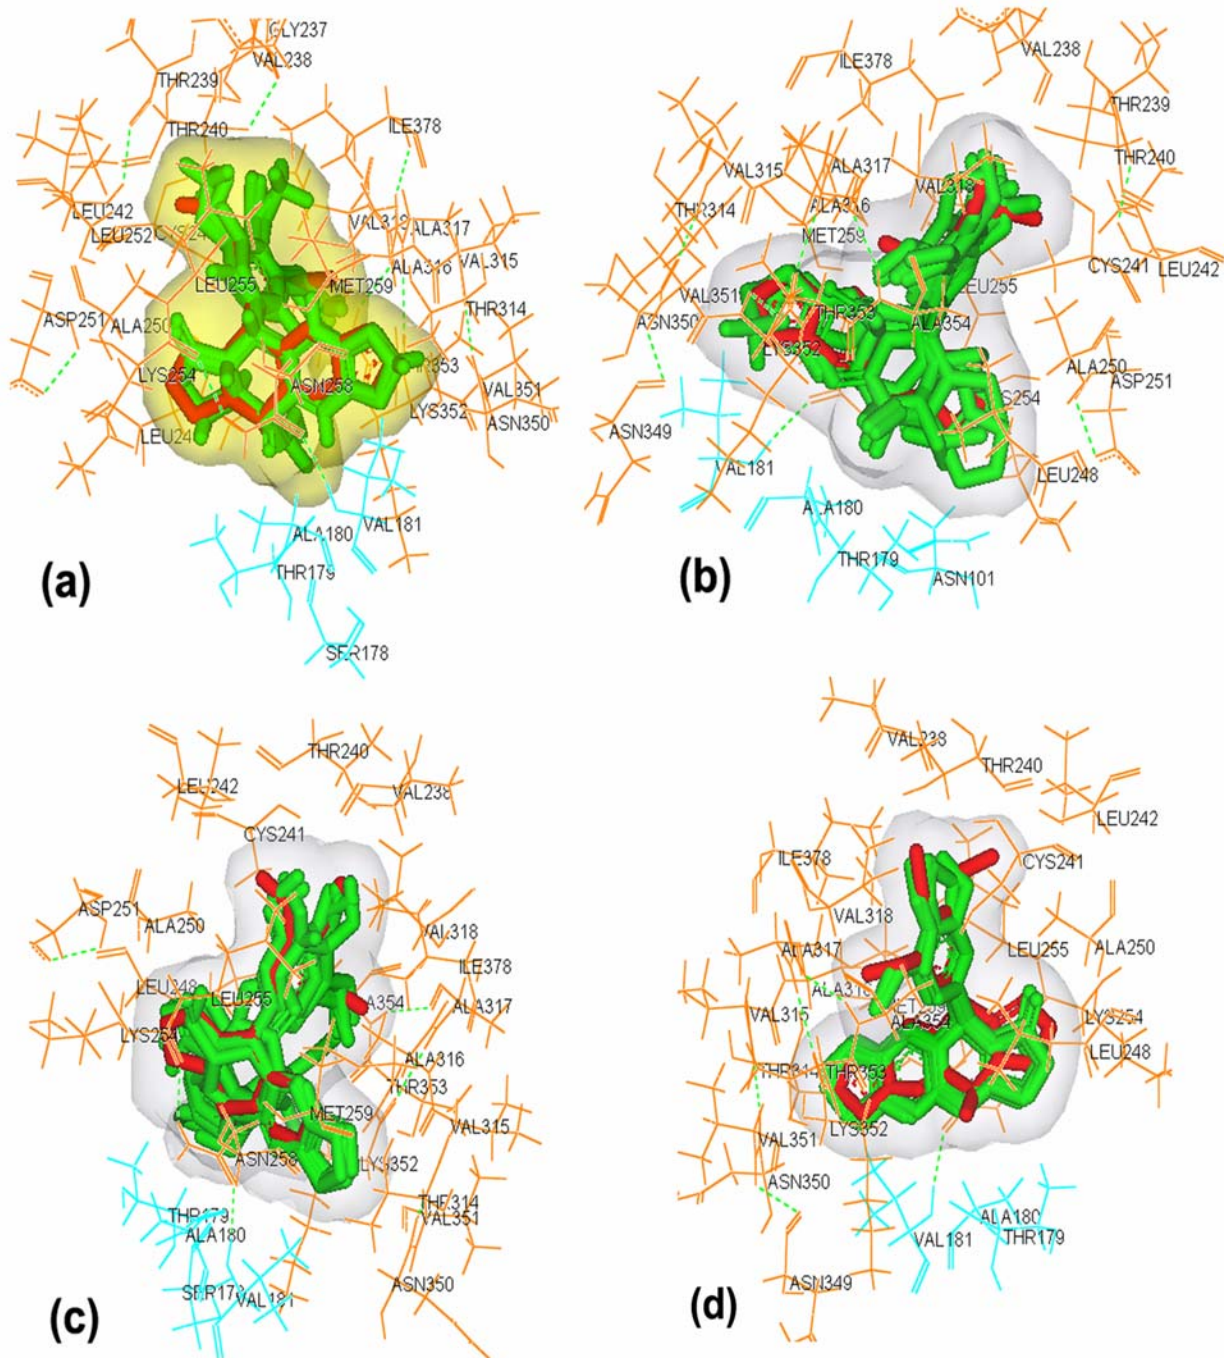 GLY237
VAL238
THR239
THR240
ILE378
LEU242
LEU252
VAL318
ALA317
ALA316
VAL315
LEU255
MET259
THR314
ASP251
ALA250
LYS254
ASN258
VAL351
LYS352
ASN350
ALA180
VAL181
THR179
SER178
(a)
VAL238
ILE378
THR239
THR240
VAL315
ALA317
VAL318
THR314
ALA316
MET259
CYS241
LEU242
VAL351
ASN350
THR353
ALA354
LYS352
ALA250
ASP251
ASN349
VAL181
LEU248
ALA180
THR179
ASN101
(b)
THR240
LEU242
VAL238
CYS241
ASP251
ALA250
VAL318
ILE378
LEU248
LEU255
ALA317
LYS254
ALA316
THR353
MET259
VAL315
ASN258
LYS352
THR179
ALA180
THR314
VAL351
VAL181
ASN350
(c)
VAL238
THR240
LEU242
ILE378
CYS241
VAL318
ALA317
LEU255
ALA250
VAL315
ALA354
LYS254
LEU248
THR353
LYS352
VAL351
ASN350
ALA180
VAL181
THR179
ASN349
(d)